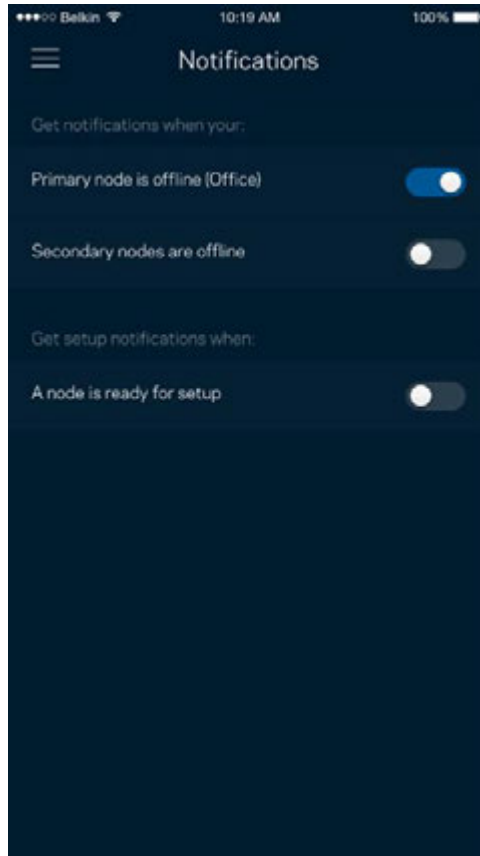 Belkin 10:19 AM 100%
Notifications
Get notifications when your:
Primary node is offline (Office)
Secondary nodes are offline
Get setup notifications when:
A node is ready for setup